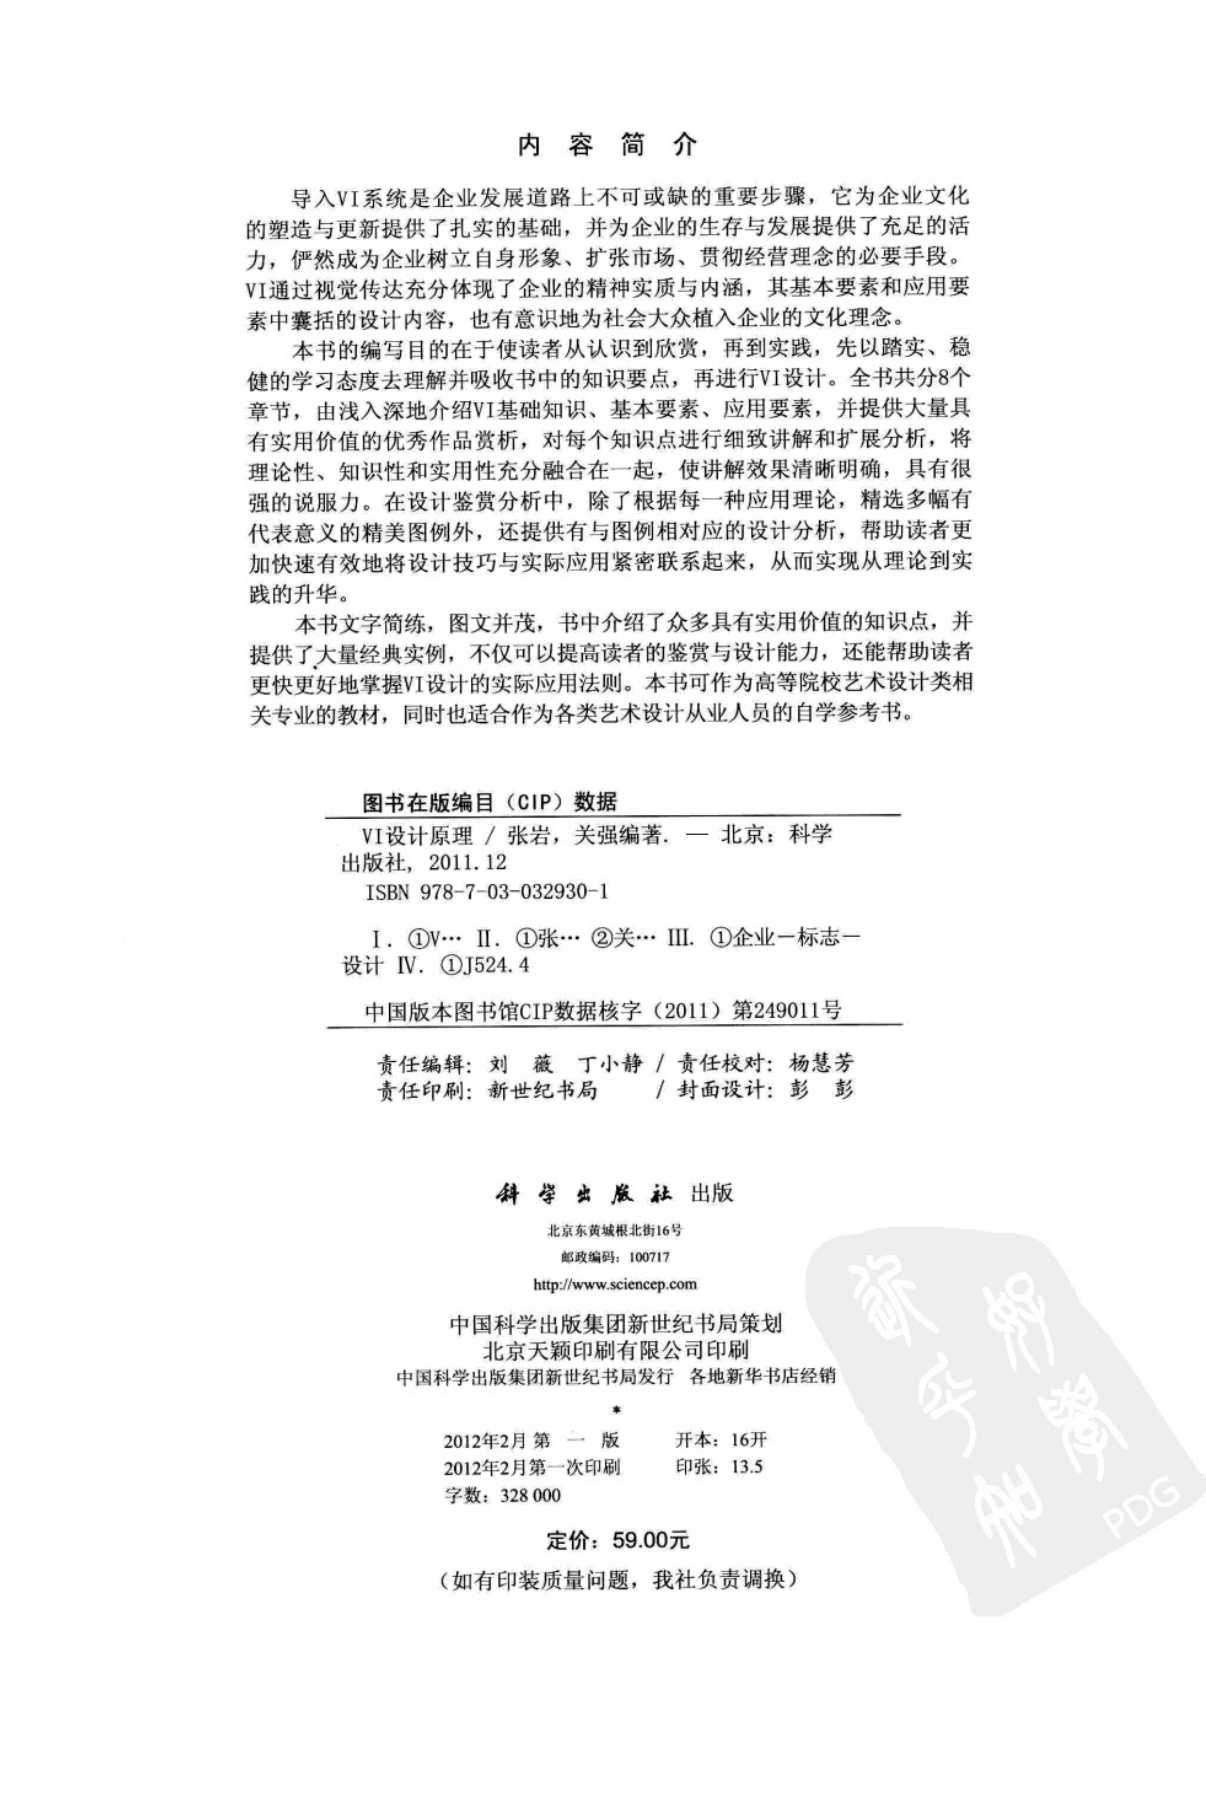 内 容 简 介
导入VI系统是企业发展道路上不可或缺的重要步骤，它为企业文化
的塑造与更新提供了扎实的基础，并为企业的生存与发展提供了充足的活
力，俨然成为企业树立自身形象、扩张市场、贯彻经营理念的必要手段。
VI通过视觉传达充分体现了企业的精神实质与内涵，其基本要素和应用要
素中囊括的设计内容，也有意识地为社会大众植入企业的文化理念。
本书的编写目的在于使读者从认识到欣赏，再到实践，先以踏实、稳
健的学习态度去理解并吸收书中的知识要点，再进行VI设计。全书共分8个
章节，由浅入深地介绍VI基础知识、基本要素、应用要素，并提供大量具
有实用价值的优秀作品赏析，对每个知识点进行细致讲解和扩展分析，将
理论性、知识性和实用性充分融合在一起，使讲解效果清晰明确，具有很
强的说服力。在设计鉴赏分析中，除了根据每一种应用理论，精选多幅有
代表意义的精美图例外，还提供有与图例相对应的设计分析，帮助读者更
加快速有效地将设计技巧与实际应用紧密联系起来，从而实现从理论到实
践的升华。
本书文字简练，图文并茂，书中介绍了众多具有实用价值的知识点，并
提供了大量经典实例，不仅可以提高读者的鉴赏与设计能力，还能帮助读者
更快更好地掌握VI设计的实际应用法则。本书可作为高等院校艺术设计类相
关专业的教材，同时也适合作为各类艺术设计从业人员的自学参考书。
图书在版编目（CIP）数据
VI设计原理 / 张岩，关强编著. — 北京：科学
出版社，2011.12
ISBN 978-7-03-032930-1
Ⅰ. ①V… Ⅱ. ①张… ②关… Ⅲ. ①企业－标志－
设计 Ⅳ. ①J524.4
中国版本图书馆CIP数据核字（2011）第249011号
责任编辑：刘 薇 丁小静 / 责任校对：杨慧芳
责任印刷：新世纪书局 / 封面设计：彭 彭
科学出版社 出版
北京东黄城根北街16号
邮政编码：100717
http://www.sciencep.com
中国科学出版集团新世纪书局策划
北京天颖印刷有限公司印刷
中国科学出版集团新世纪书局发行 各地新华书店经销
*
2012年2月 第 一 版 开本：16开
2012年2月第一次印刷 印张：13.5
字数：328 000
定价：59.00元
（如有印装质量问题，我社负责调换）
PDG